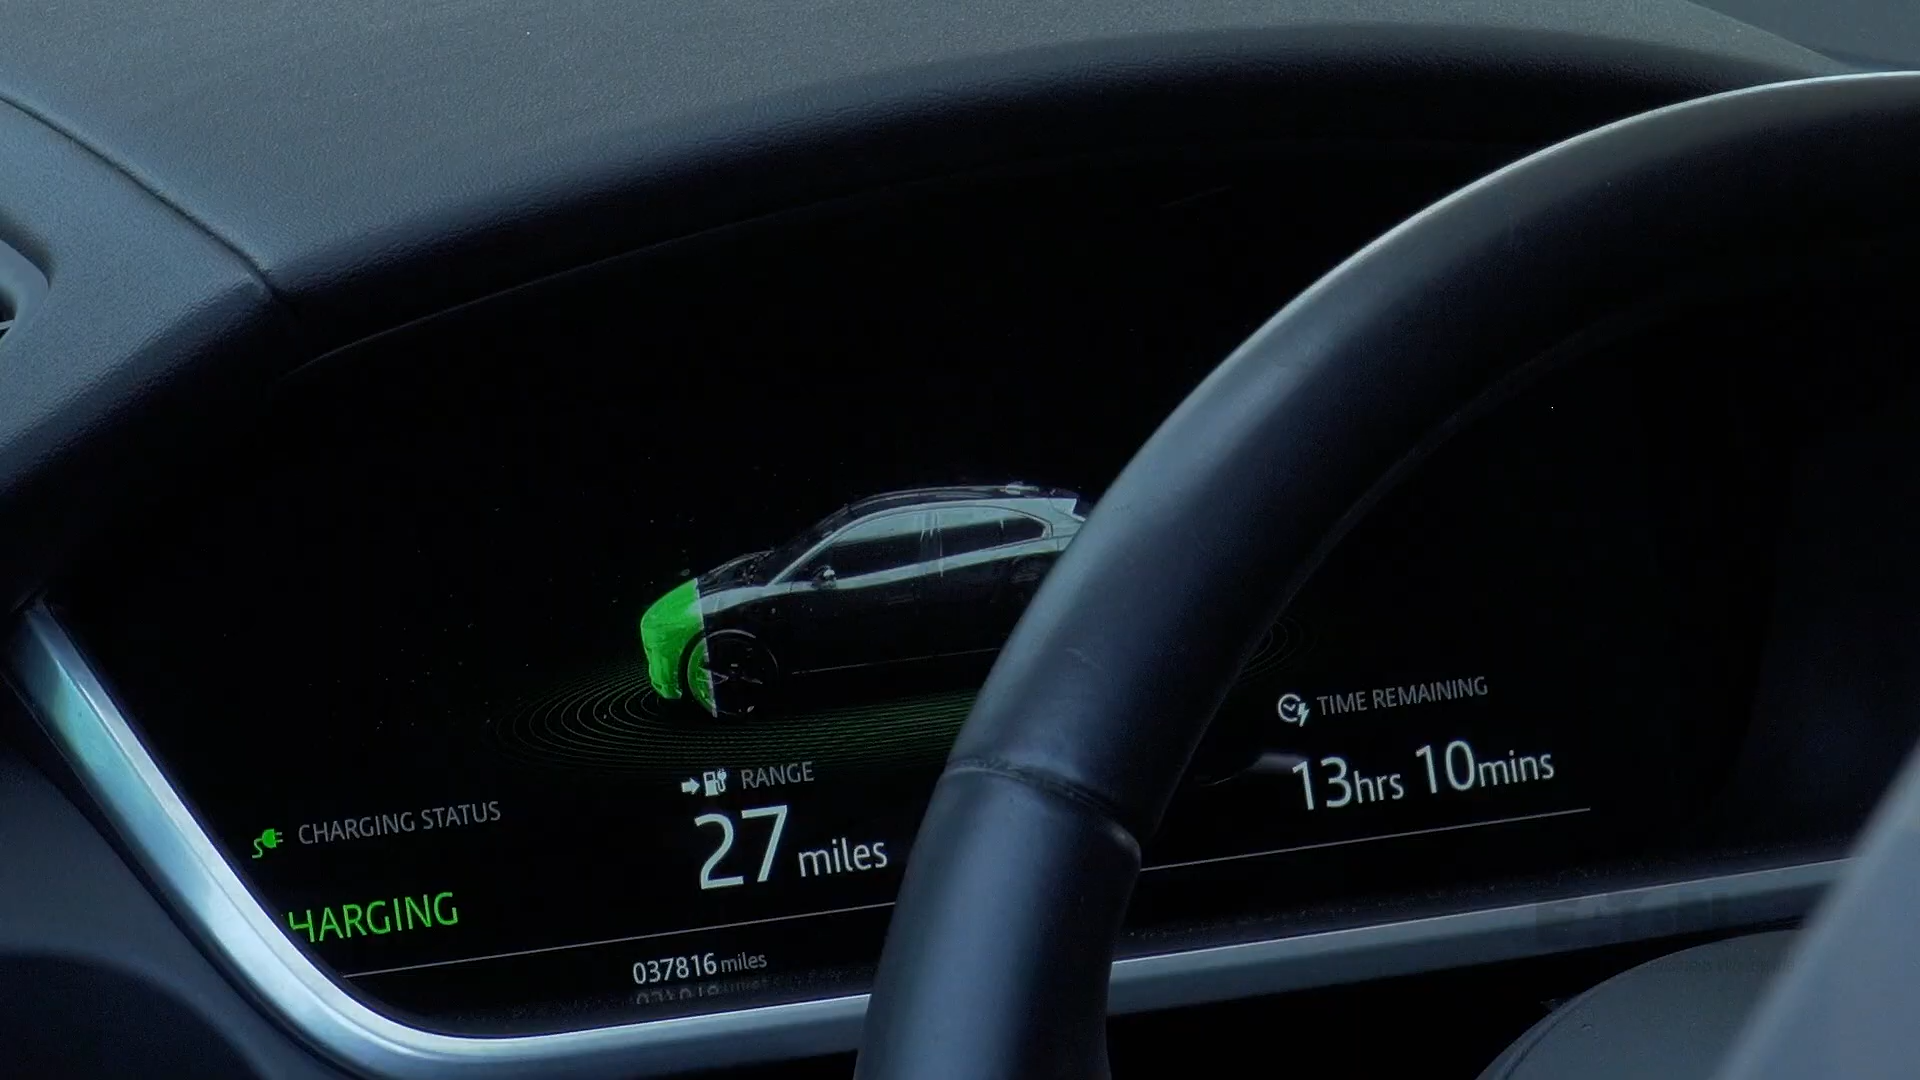 TIME REMAINING
13hrs 10mins
RANGE
27 miles
CHARGING STATUS
HARGING
037816 miles